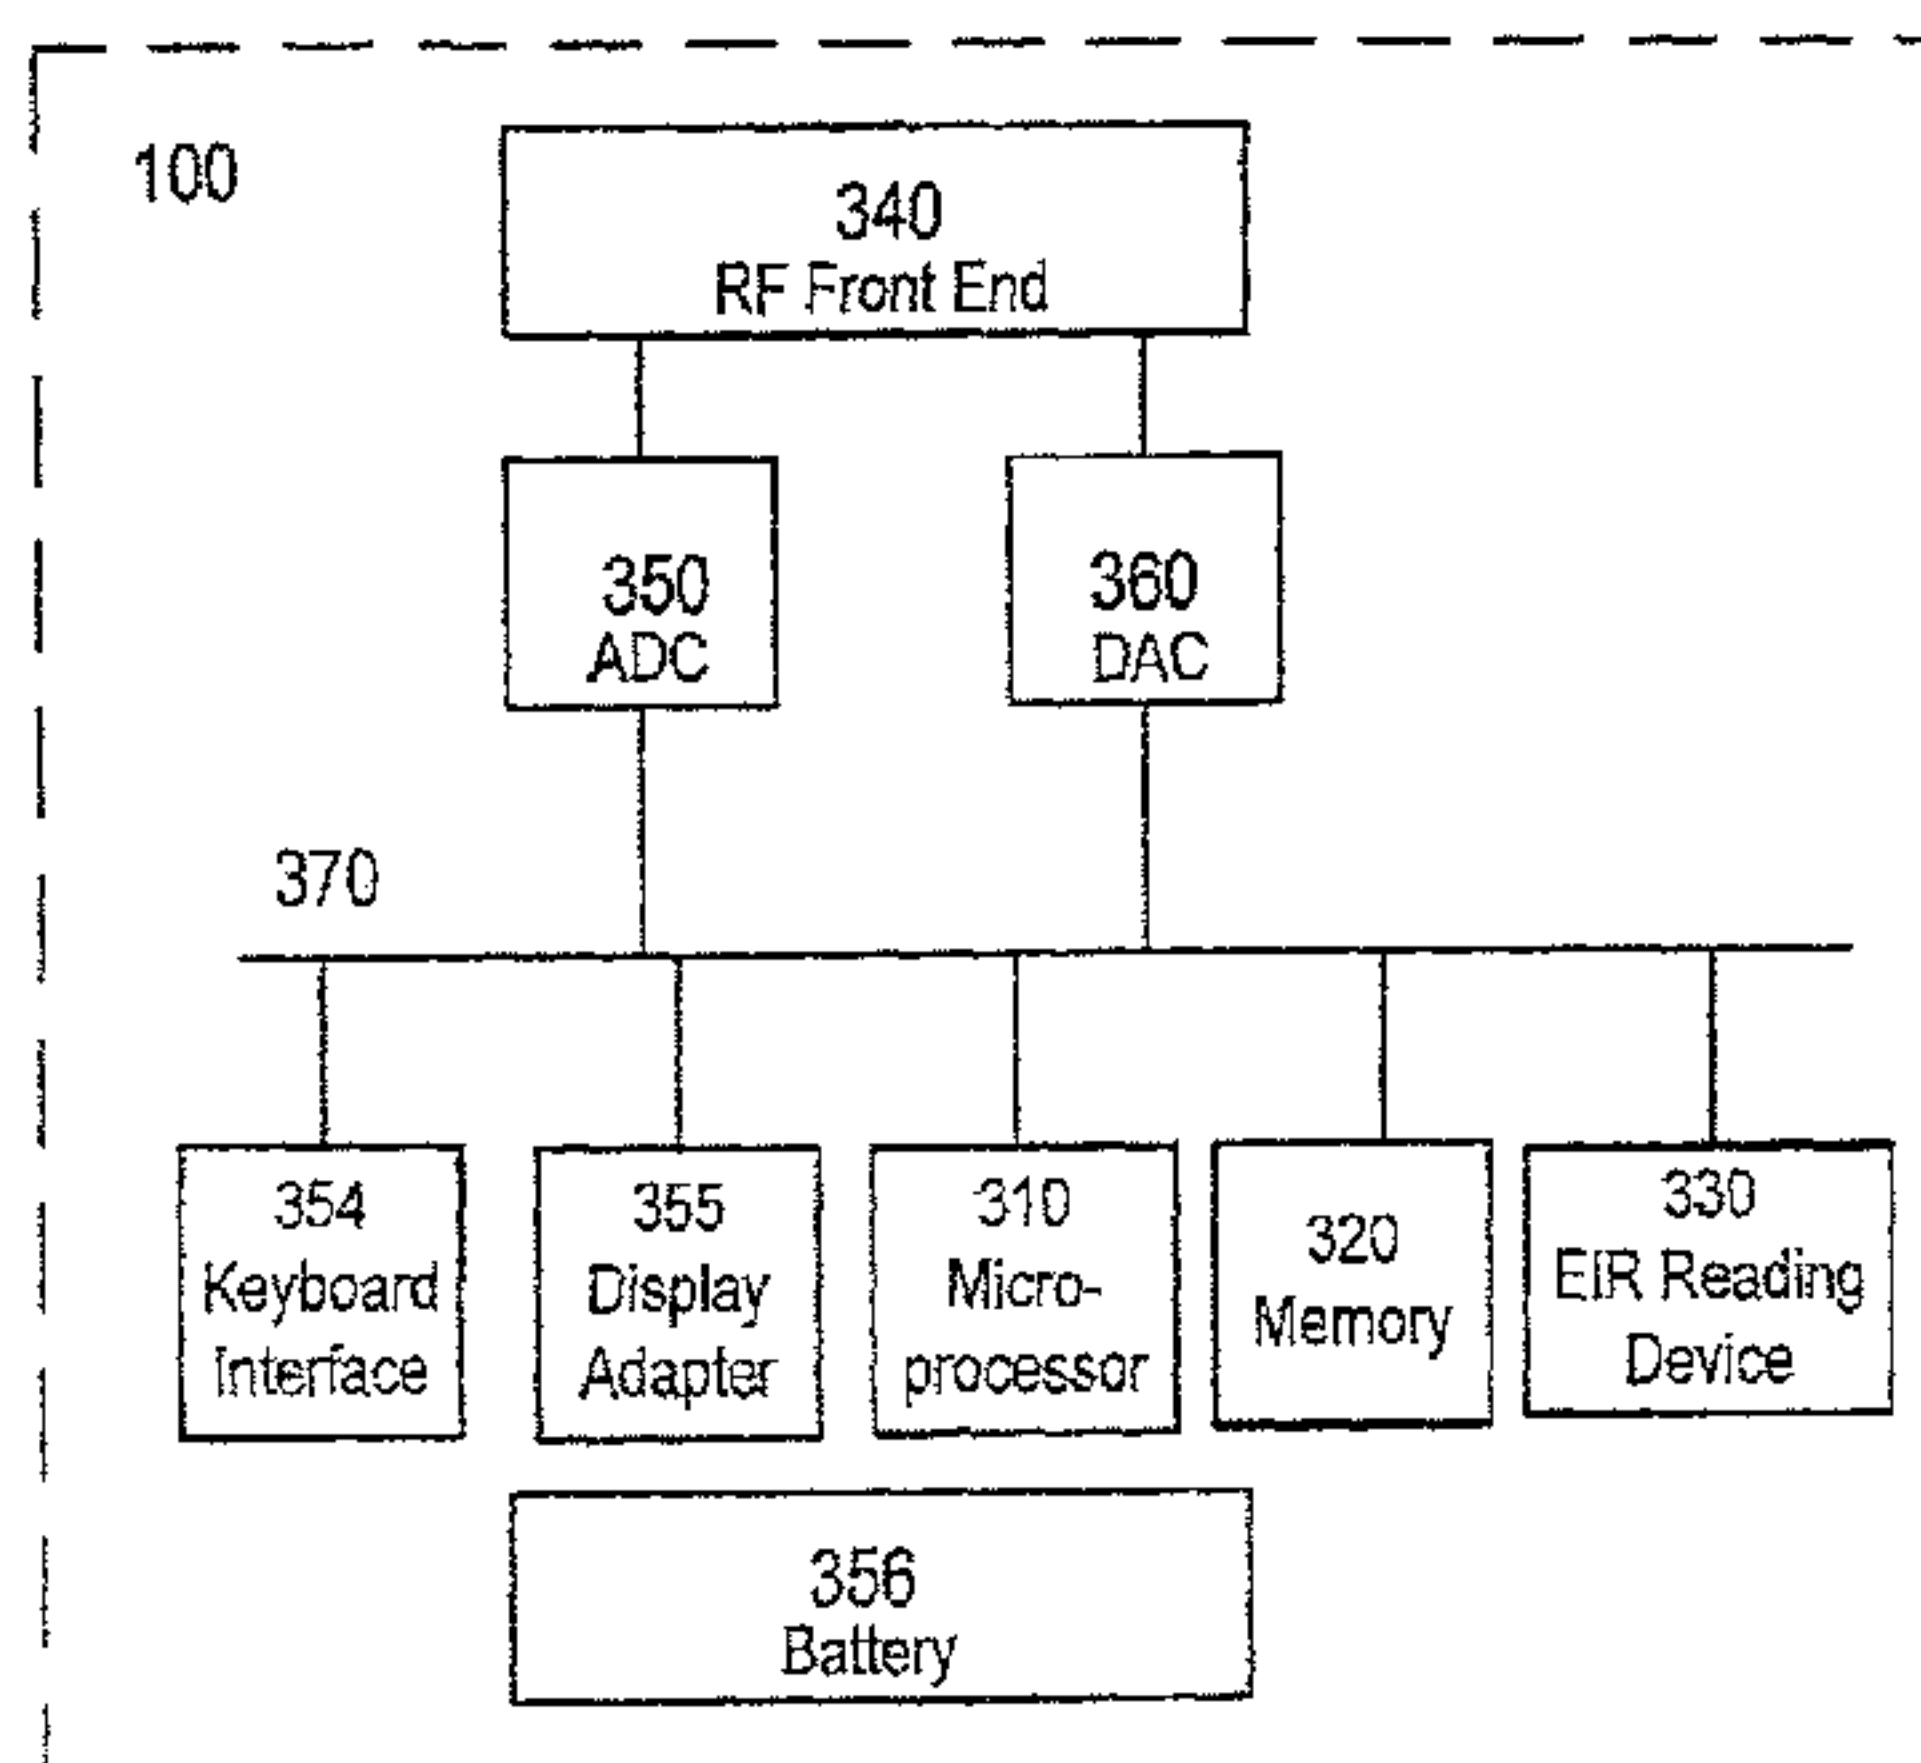 100
340
RF Front End
350
ADC
360
DAC
370
354
Keyboard
Interface
355
Display
Adapter
310
Micro-
processor
320
Memory
330
EIR Reading
Device
356
Battery